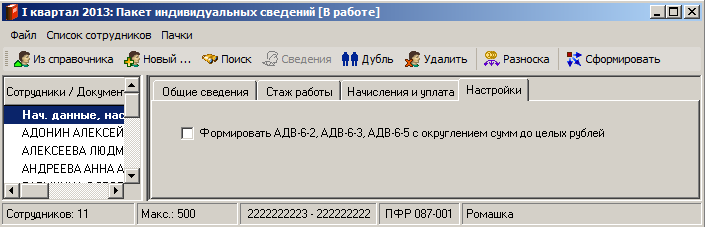 I квартал 2013: Пакет индивидуальных сведений [В работе]
Файл Список сотрудников Пачки
Из справочника Новый ... Поиск Сведения Дубль Удалить Разноска Сформировать
Сотрудники / Документ
Общие сведения Стаж работы Начисления и уплата Настройки
Нач. данные, нас
АДОНИН АЛЕКСЕЙ
Формировать АДВ-6-2, АДВ-6-3, АДВ-6-5 с округлением сумм до целых рублей
АЛЕКСЕЕВА ЛЮДМ
АНДРЕЕВА АННА А
Сотрудников: 11 Макс.: 500 2222222223 - 222222222 ПФР 087-001 Ромашка